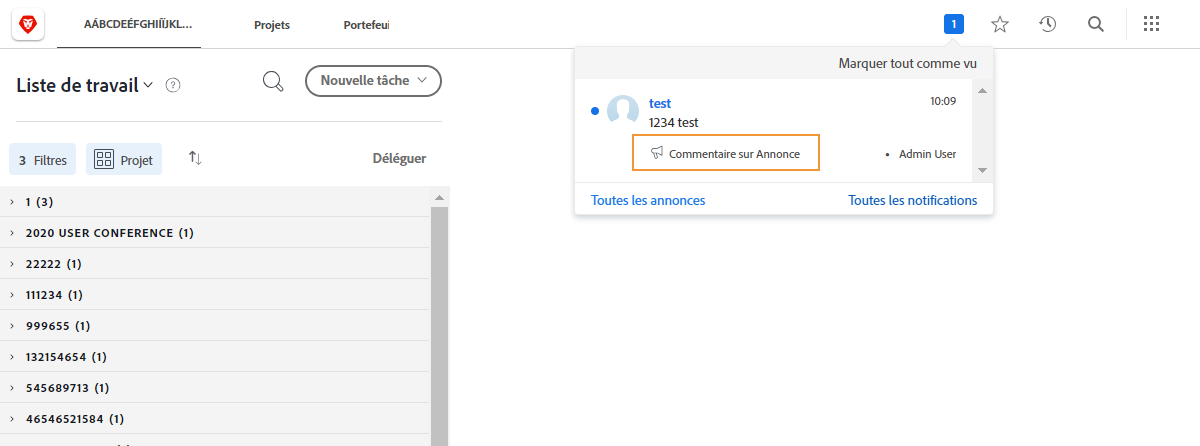 AÁBCDEÉFGHIÍÏJKL...
Projets
Portefeui
1
Liste de travail
?
Nouvelle tâche
3 Filtres
Projet
Déléguer
1 (3)
2020 USER CONFERENCE (1)
22222 (1)
111234 (1)
999655 (1)
132154654 (1)
545689713 (1)
46546521584 (1)
Marquer tout comme vu
test
10:09
1234 test
Commentaire sur Annonce
• Admin User
Toutes les annonces
Toutes les notifications